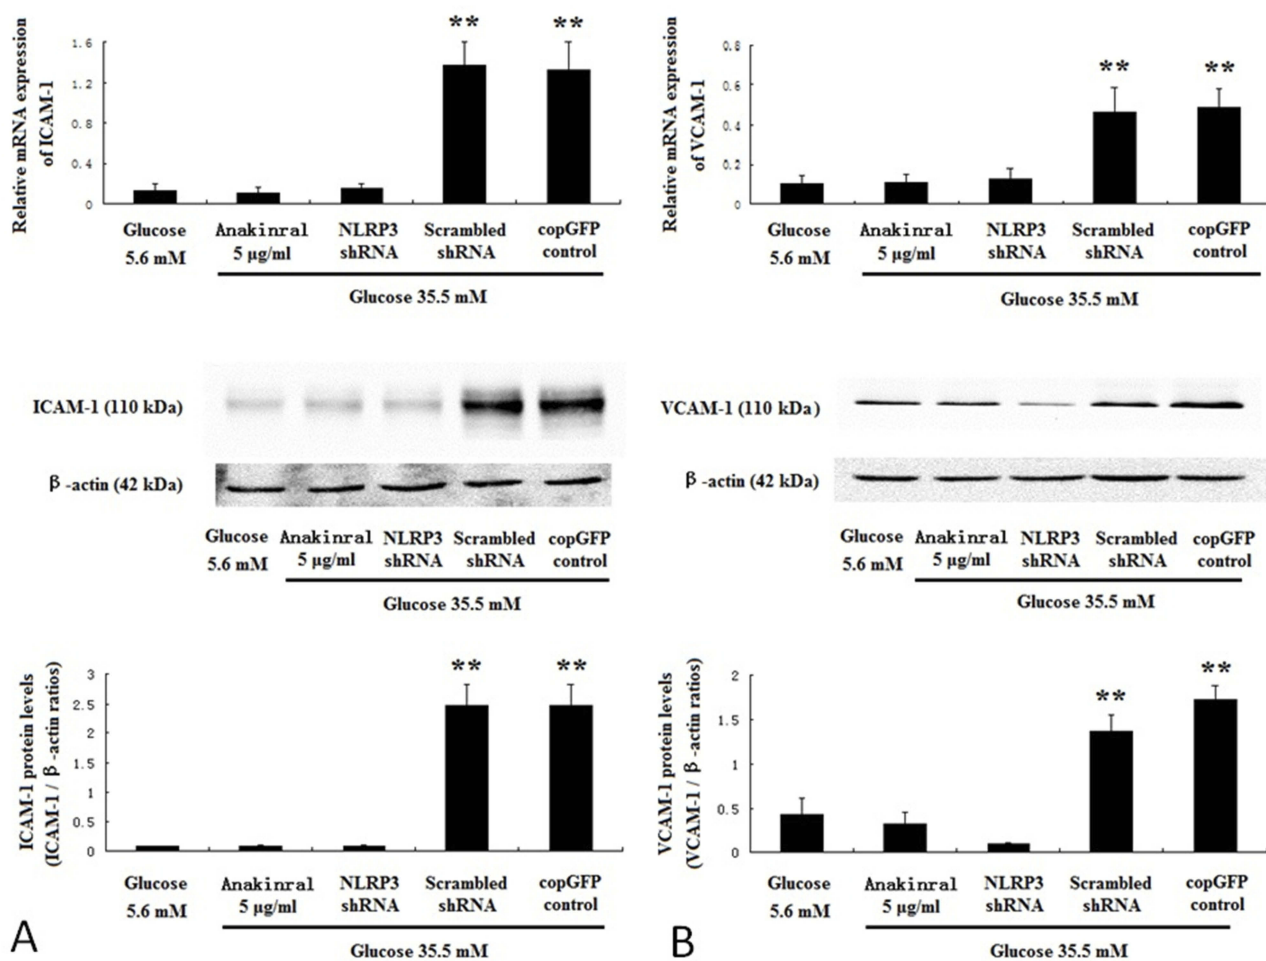 Relative mRNA expression
of ICAM-1
1.6
1.2
0.8
0.4
0
**
**
Glucose
5.6 mM
Anakinral
5 μg/ml
NLRP3
shRNA
Scrambled
shRNA
copGFP
control
Glucose 35.5 mM
Relative mRNA expression
of VCAM-1
0.8
0.6
0.4
0.2
0
**
**
Glucose
5.6 mM
Anakinral
5 μg/ml
NLRP3
shRNA
Scrambled
shRNA
copGFP
control
Glucose 35.5 mM
ICAM-1 (110 kDa)
β-actin (42 kDa)
Glucose
5.6 mM
Anakinral
5 μg/ml
NLRP3
shRNA
Scrambled
shRNA
copGFP
control
Glucose 35.5 mM
VCAM-1 (110 kDa)
β-actin (42 kDa)
Glucose
5.6 mM
Anakinral
5 μg/ml
NLRP3
shRNA
Scrambled
shRNA
copGFP
control
Glucose 35.5 mM
ICAM-1 protein levels
(ICAM-1 / β-actin ratios)
3
2.5
2
1.5
1
0.5
0
**
**
Glucose
5.6 mM
Anakinral
5 μg/ml
NLRP3
shRNA
Scrambled
shRNA
copGFP
control
Glucose 35.5 mM
A
VCAM-1 protein levels
(VCAM-1 / β-actin ratios)
2
1.5
1
0.5
0
**
**
Glucose
5.6 mM
Anakinral
5 μg/ml
NLRP3
shRNA
Scrambled
shRNA
copGFP
control
Glucose 35.5 mM
B